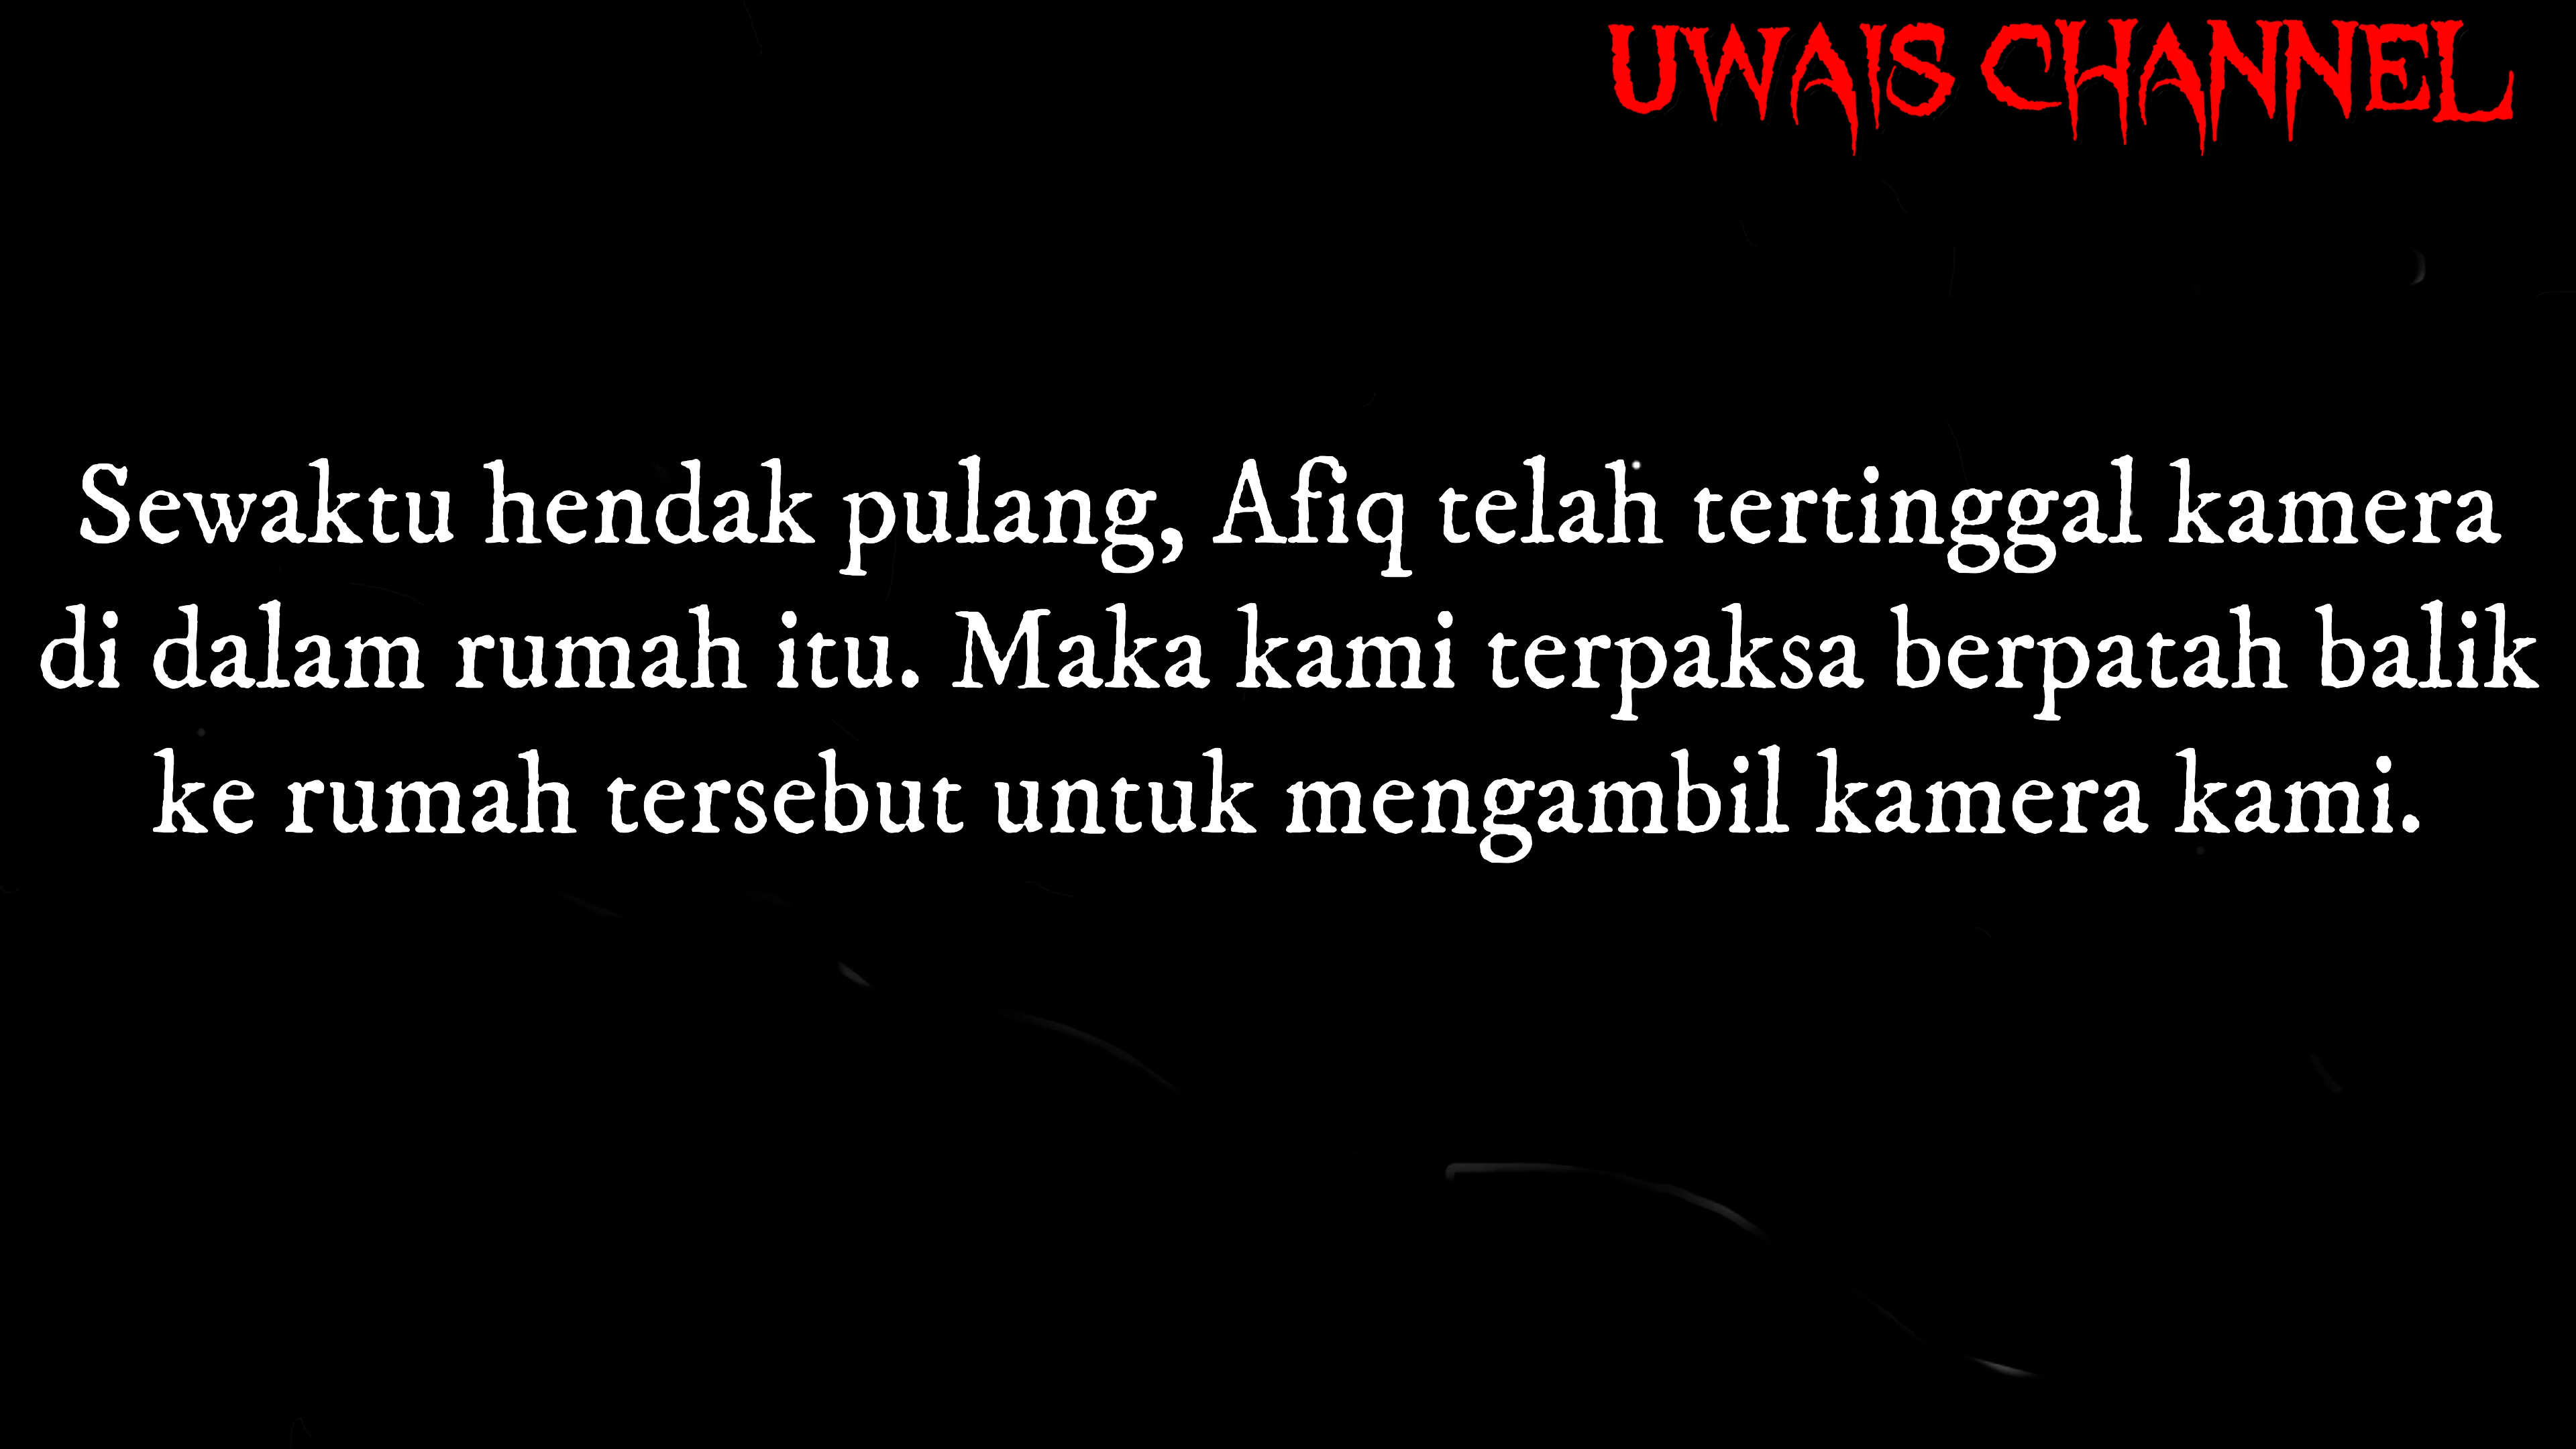 UWAIS CHANNEL
Sewaktu hendak pulang, Afiq telah tertinggal kamera
di dalam rumah itu. Maka kami terpaksa berpatah balik
ke rumah tersebut untuk mengambil kamera kami.